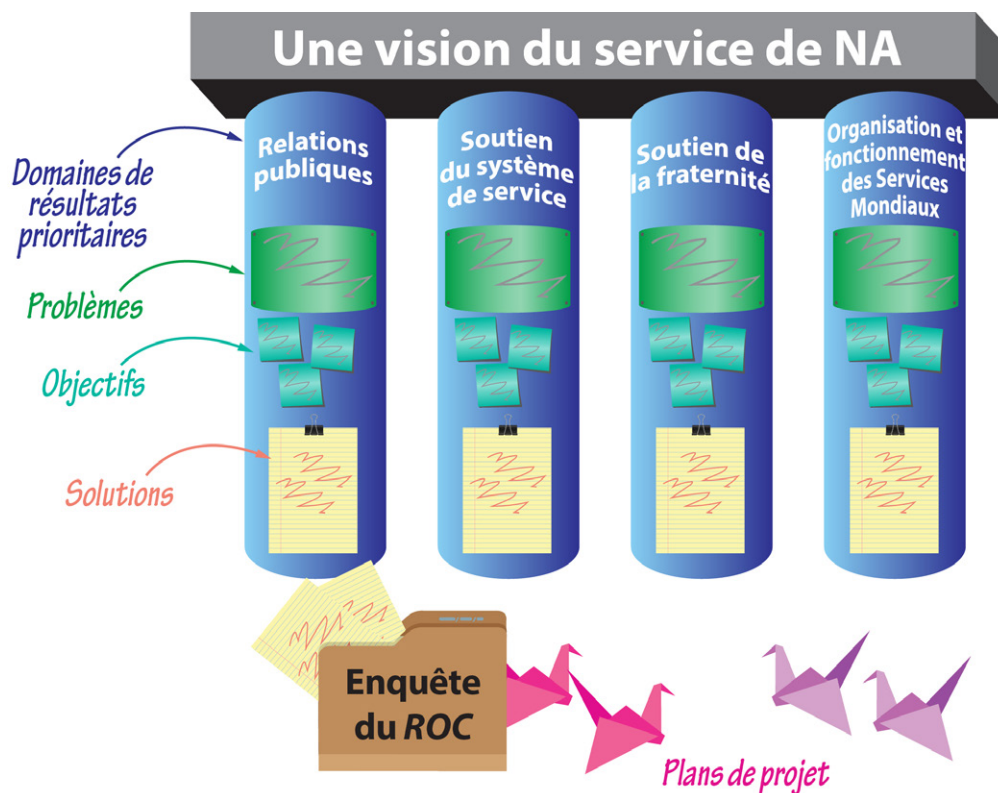 Une vision du service de NA
Relations
publiques
Soutien
du système
de service
Soutien de
la fraternité
Organisation et
fonctionnement
des Services
Mondiaux
Domaines de
résultats
prioritaires
Problèmes
Objectifs
Solutions
Enquête
du ROC
Plans de projet